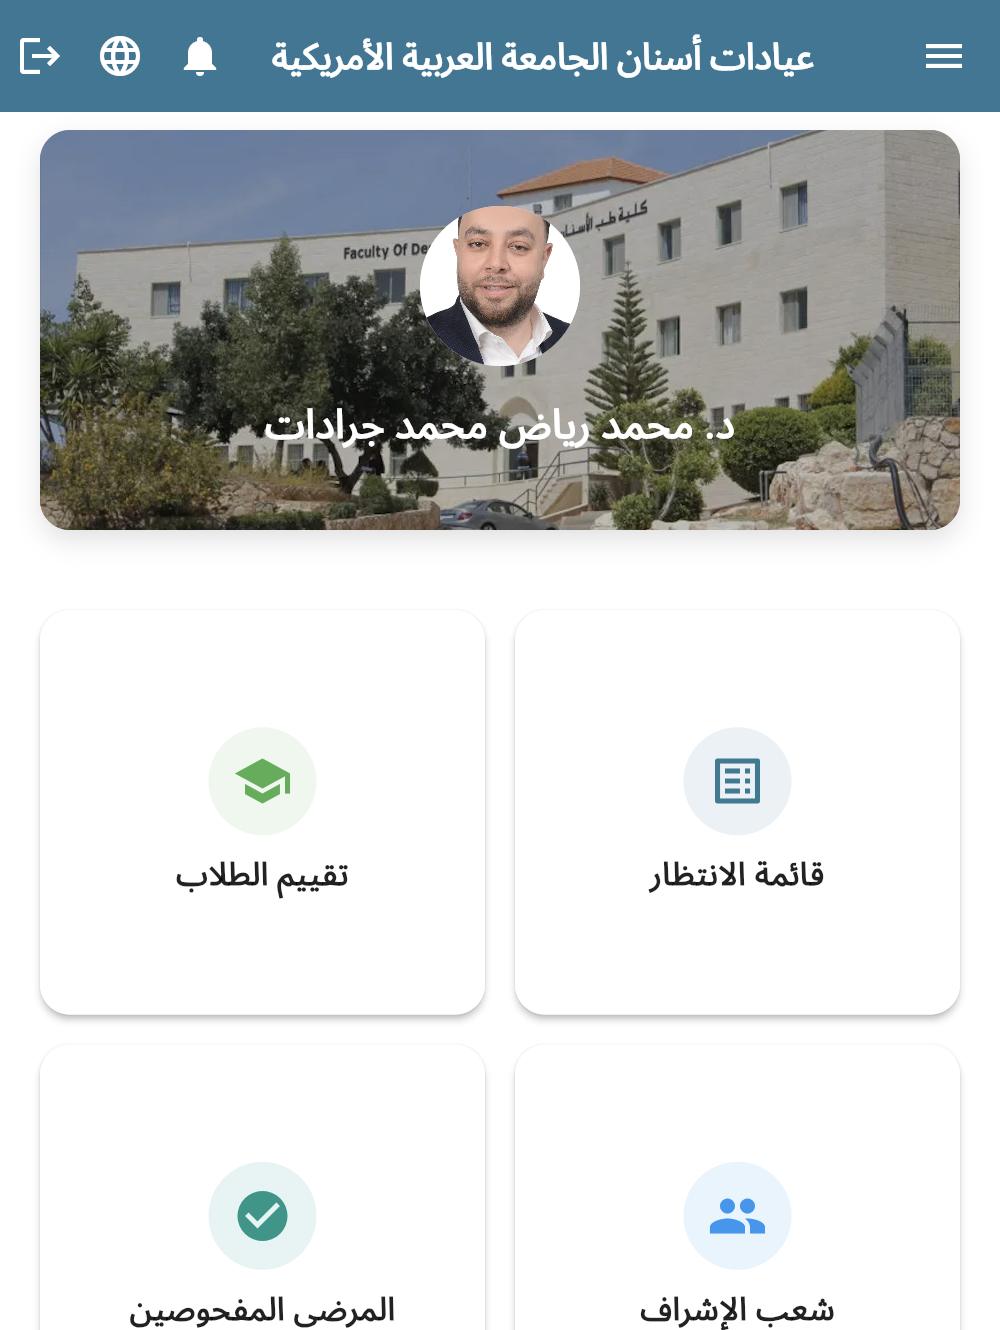 عيادات أسنان الجامعة العربية الأمريكية
Faculty Of De
كلية طب الأسنان
د. محمد رياض محمد جرادات
قائمة الانتظار
تقييم الطلاب
شعب الإشراف
المرضى المفحوصين